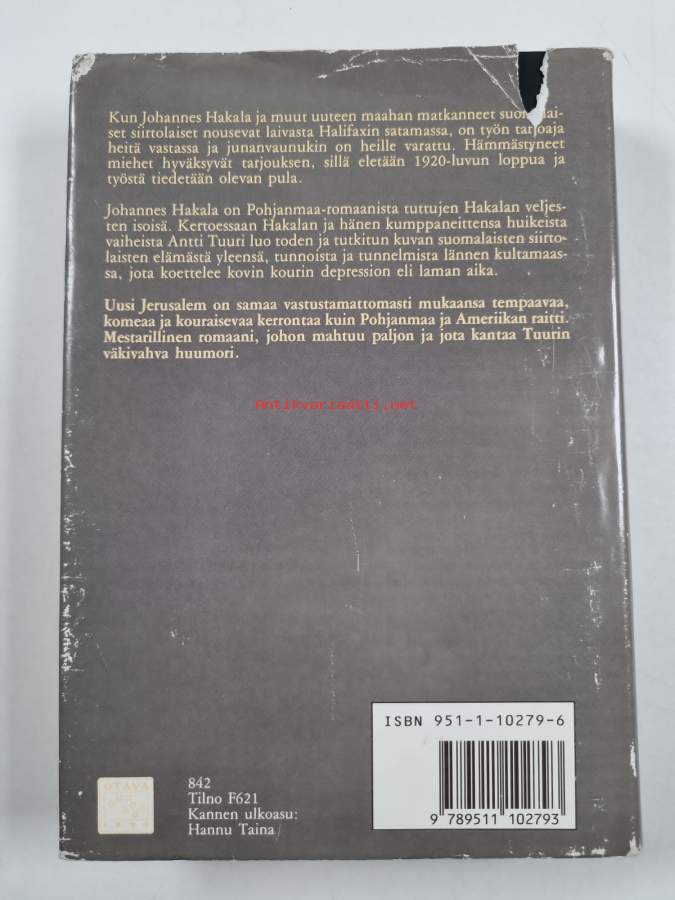 Kun Johannes Hakala ja muut uuteen maahan matkanneet suomalai-
set siirtolaiset nousevat laivasta Halifaxin satamassa, on työn tarjoaja
heitä vastassa ja junanvaunukin on heille varattu. Hämmästyneet
miehet hyväksyvät tarjouksen, sillä eletään 1920-luvun loppua ja
työstä tiedetään olevan pula.
Johannes Hakala on Pohjanmaa-romaanista tuttujen Hakalan veljes-
ten isoisä. Kertoessaan Hakalan ja hänen kumppaneittensa huikeista
vaiheista Antti Tuuri luo toden ja tutkitun kuvan suomalaisten siirto-
laisten elämästä yleensä, tunnoista ja tunnelmista lännen kultamaas-
sa, jota koettelee kovin kourin depression eli laman aika.
Uusi Jerusalem on samaa vastustamattomasti mukaansa tempaavaa,
komeaa ja kouraisevaa kerrontaa kuin Pohjanmaa ja Ameriikan raitti.
Mestarillinen romaani, johon mahtuu paljon ja jota kantaa Tuurin
väkivahva huumori.
Antikvariaatti.net
ISBN 951-1-10279-6
9 789511 102793
OTAVA
1890
842
Tilno F621
Kannen ulkoasu:
Hannu Taina